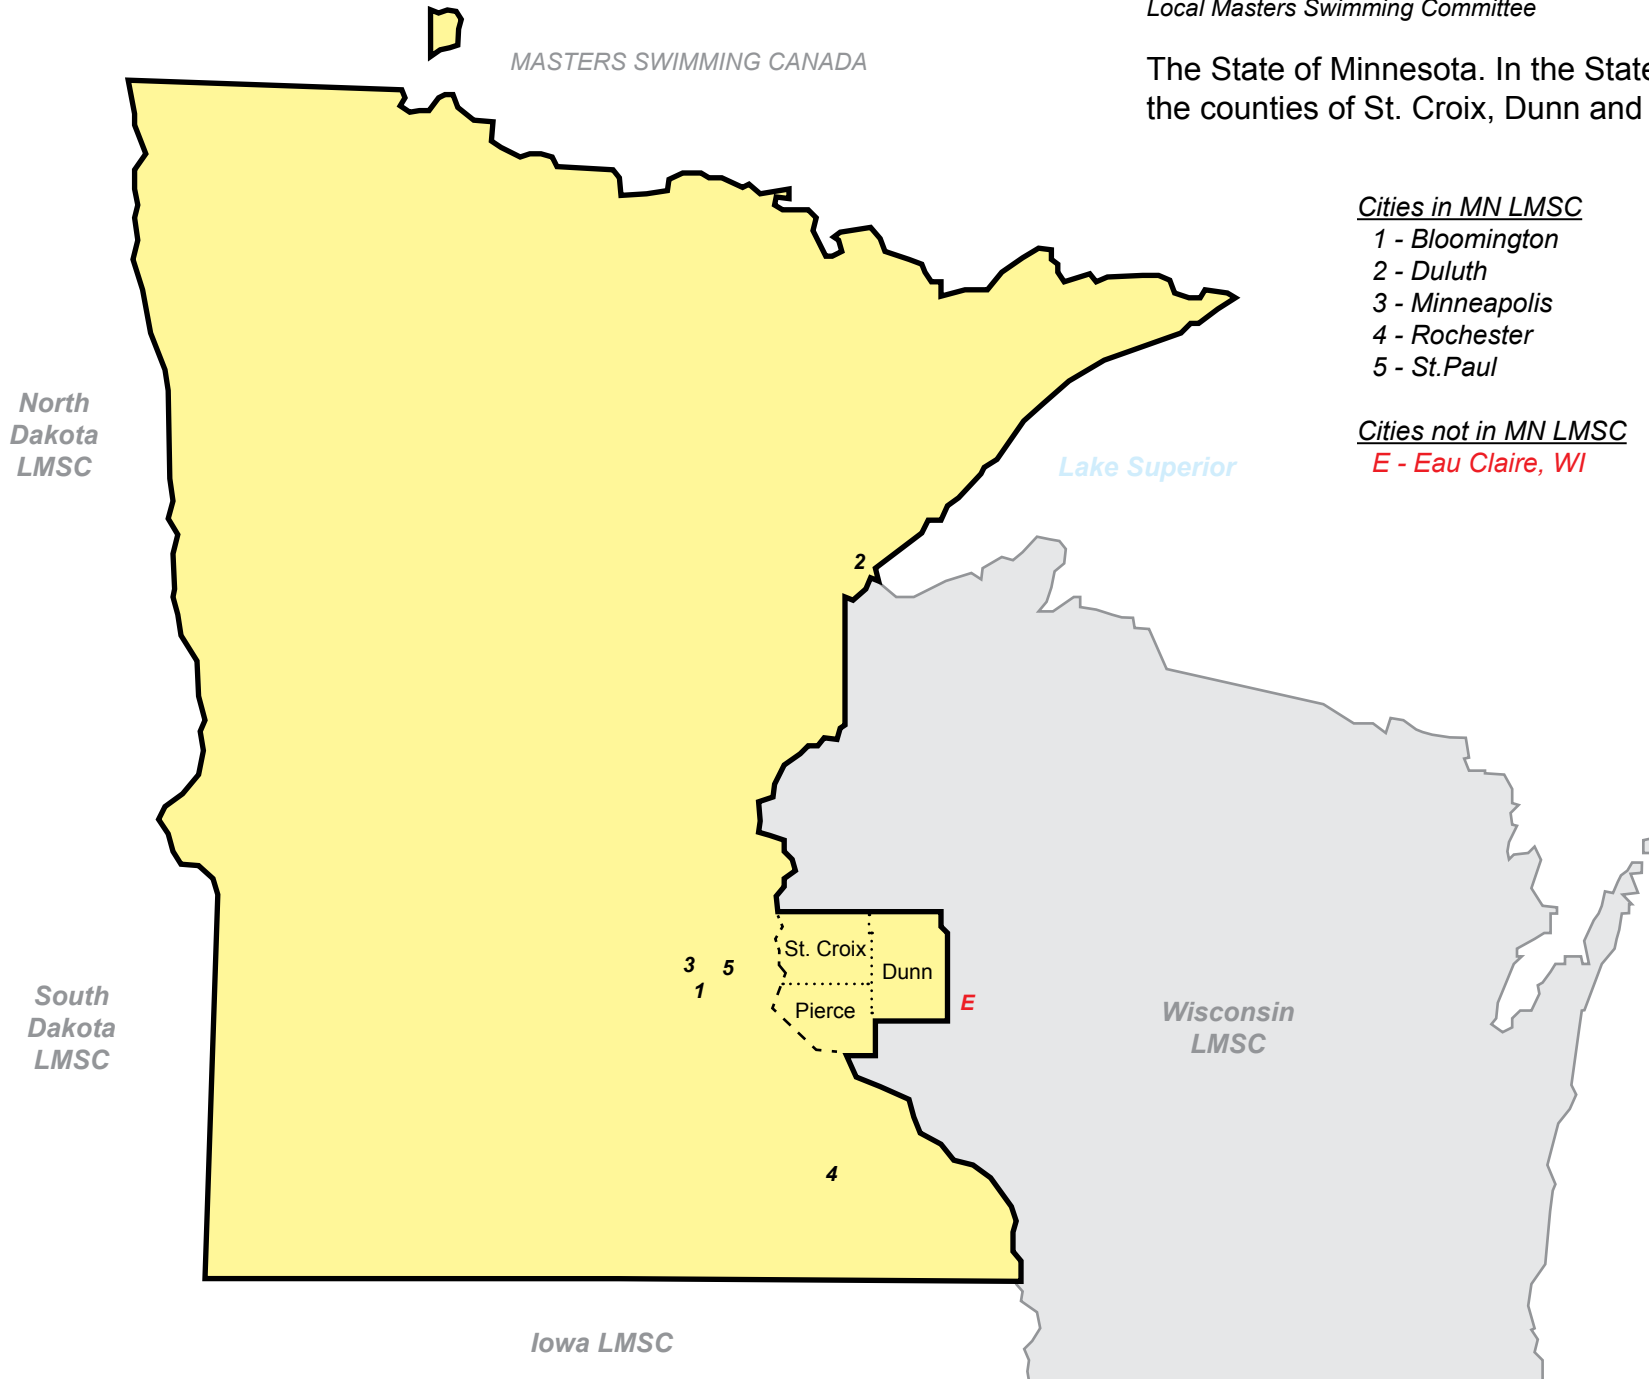 Local Masters Swimming Committee
MASTERS SWIMMING CANADA
The State of Minnesota. In the State
the counties of St. Croix, Dunn and
Cities in MN LMSC
1 - Bloomington
2 - Duluth
3 - Minneapolis
4 - Rochester
5 - St.Paul
Cities not in MN LMSC
E - Eau Claire, WI
North
Dakota
LMSC
Lake Superior
2
St. Croix
Dunn
Pierce
3
5
1
E
South
Dakota
LMSC
Wisconsin
LMSC
4
Iowa LMSC